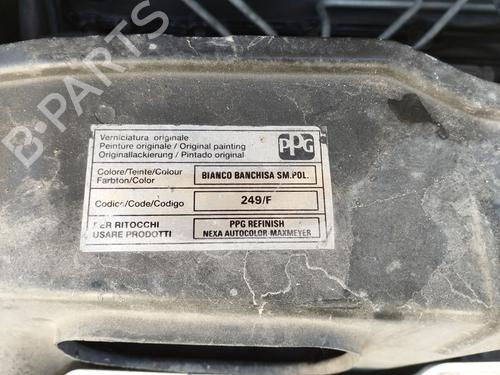 Verniciatura originale
Peinture originale / Original painting
Originallackierung / Pintado original
PPG
Colore/Teinte/Colour
Farbton/Color
BIANCO BANCHISA SM.POL.
Codice/Code/Codigo
249/F
PER RITOCCHI
USARE PRODOTTI
PPG REFINISH
NEXA AUTOCOLOR-MAXMEYER
B-PARTS